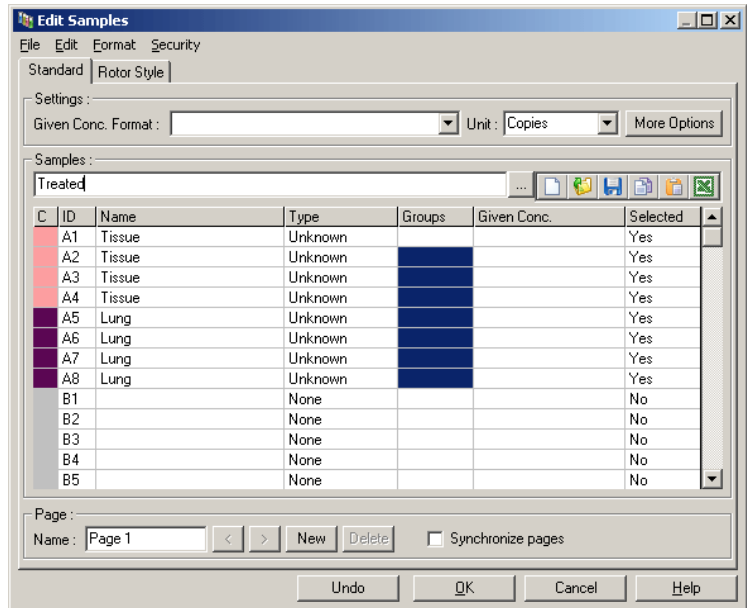 Edit Samples
File Edit Format Security
Standard Rotor Style
Settings :
Given Conc. Format : Unit : Copies More Options
Samples :
Treated ...
C ID Name Type Groups Given Conc. Selected
A1 Tissue Unknown Yes
A2 Tissue Unknown Yes
A3 Tissue Unknown Yes
A4 Tissue Unknown Yes
A5 Lung Unknown Yes
A6 Lung Unknown Yes
A7 Lung Unknown Yes
A8 Lung Unknown Yes
B1 None No
B2 None No
B3 None No
B4 None No
B5 None No
Page :
Name : Page 1 < > New Delete Synchronize pages
Undo OK Cancel Help